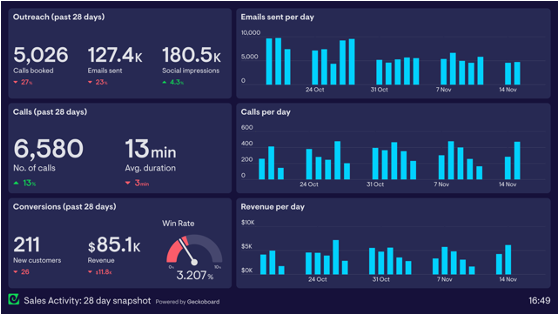 Outreach (past 28 days)
5,026
Calls booked
27%
127.4K
Emails sent
23%
180.5K
Social impressions
4.3%
Emails sent per day
10,000
5,000
0
24 Oct
31 Oct
7 Nov
14 Nov
Calls (past 28 days)
6,580
No. of calls
13%
13min
Avg. duration
3min
Calls per day
600
400
200
0
24 Oct
31 Oct
7 Nov
14 Nov
Conversions (past 28 days)
211
New customers
26
$85.1K
Revenue
$11.8K
Win Rate
0%
10%
3.207%
Revenue per day
$10K
$5K
$0K
24 Oct
31 Oct
7 Nov
14 Nov
Sales Activity: 28 day snapshot Powered by Geckoboard
16:49